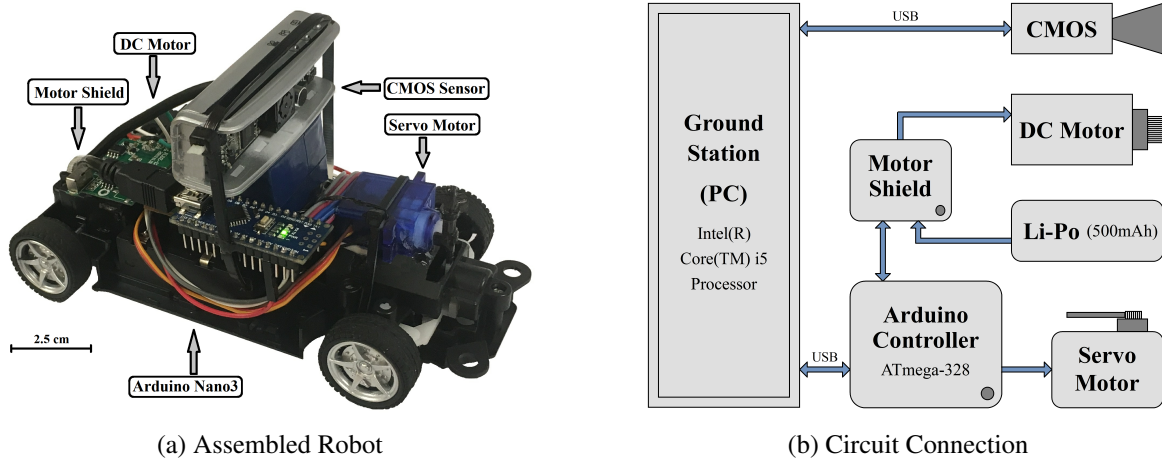 DC Motor
Motor Shield
CMOS Sensor
Servo Motor
2.5 cm
Arduino Nano3
(a) Assembled Robot
USB
CMOS
Ground
Station
(PC)
Intel(R)
Core(TM) i5
Processor
DC Motor
Motor
Shield
Li-Po (500mAh)
Arduino
Controller
ATmega-328
USB
Servo
Motor
(b) Circuit Connection